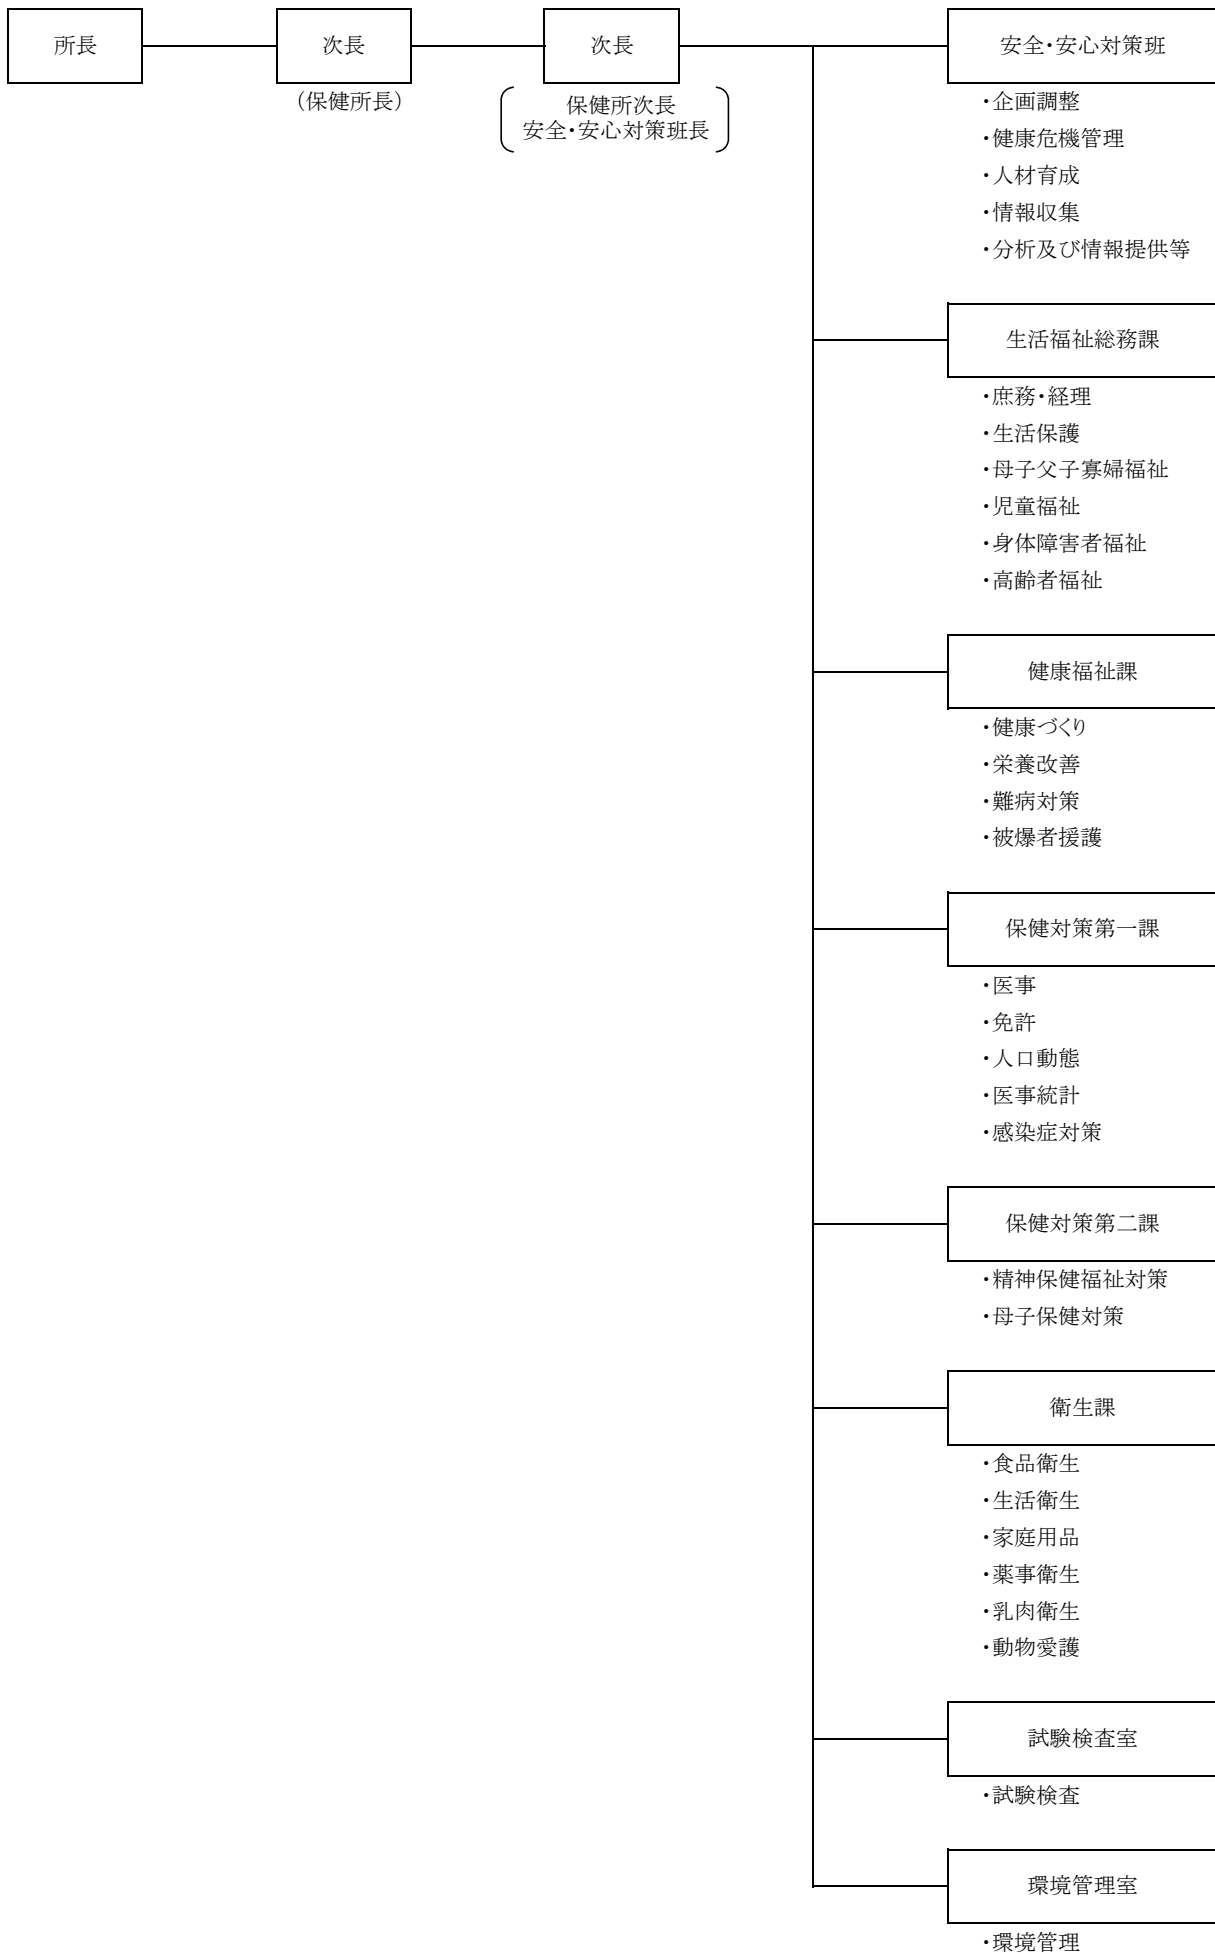 所長
次長
次長
安全・安心対策班
（保健所長）
保健所次長
安全・安心対策班長
・企画調整
・健康危機管理
・人材育成
・情報収集
・分析及び情報提供等
生活福祉総務課
・庶務・経理
・生活保護
・母子父子寡婦福祉
・児童福祉
・身体障害者福祉
・高齢者福祉
健康福祉課
・健康づくり
・栄養改善
・難病対策
・被爆者援護
保健対策第一課
・医事
・免許
・人口動態
・医事統計
・感染症対策
保健対策第二課
・精神保健福祉対策
・母子保健対策
衛生課
・食品衛生
・生活衛生
・家庭用品
・薬事衛生
・乳肉衛生
・動物愛護
試験検査室
・試験検査
環境管理室
・環境管理